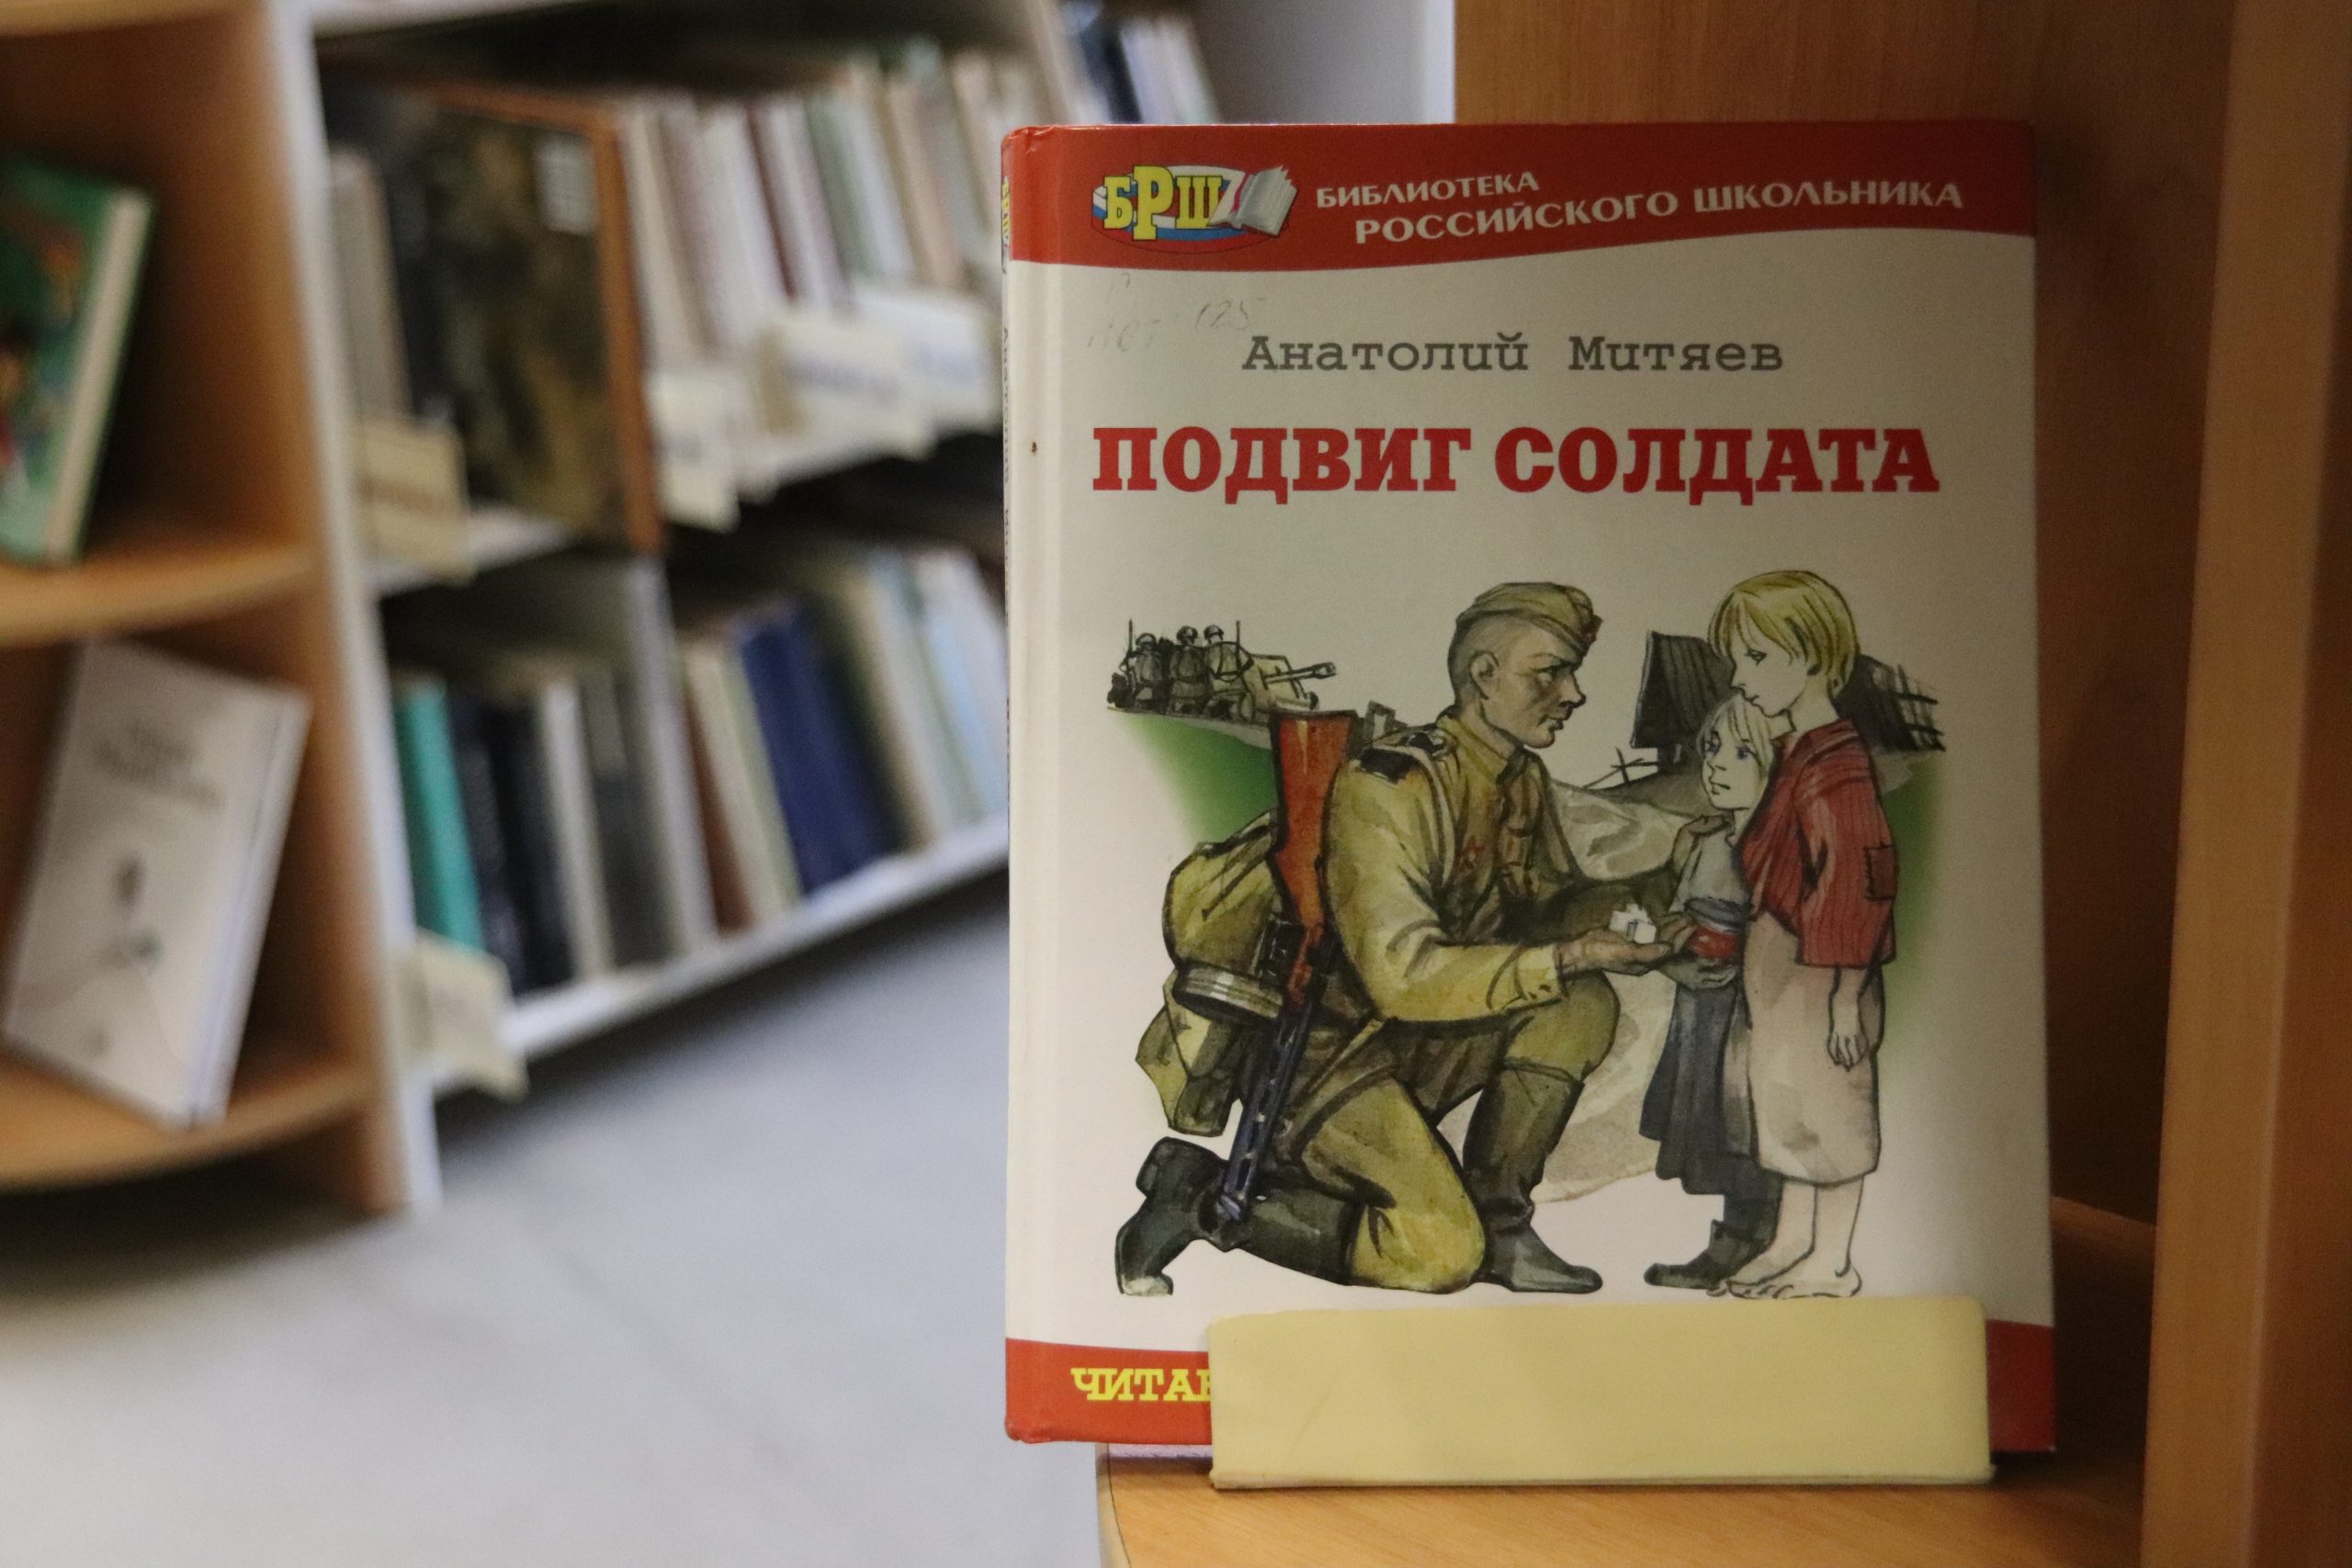 БРШ
БИБЛИОТЕКА
РОССИЙСКОГО ШКОЛЬНИКА
Анатолий Митяев
ПОДВИГ СОЛДАТА